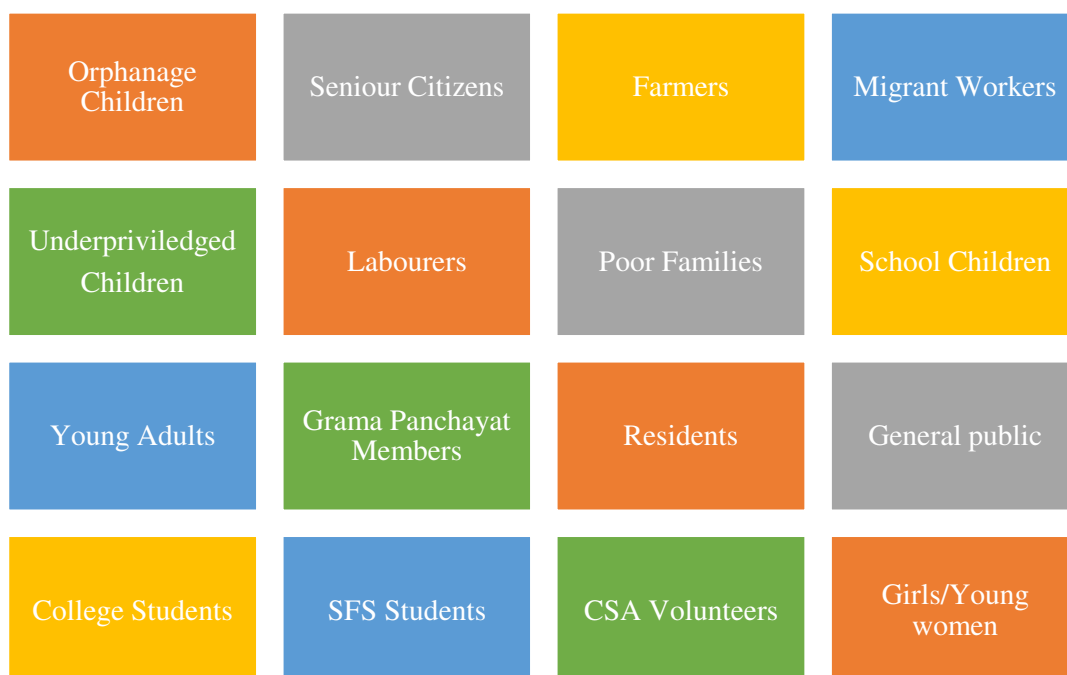 Orphanage
Children
Seniour Citizens
Farmers
Migrant Workers
Underpriviledged
Children
Labourers
Poor Families
School Children
Young Adults
Grama Panchayat
Members
Residents
General public
College Students
SFS Students
CSA Volunteers
Girls/Young
women